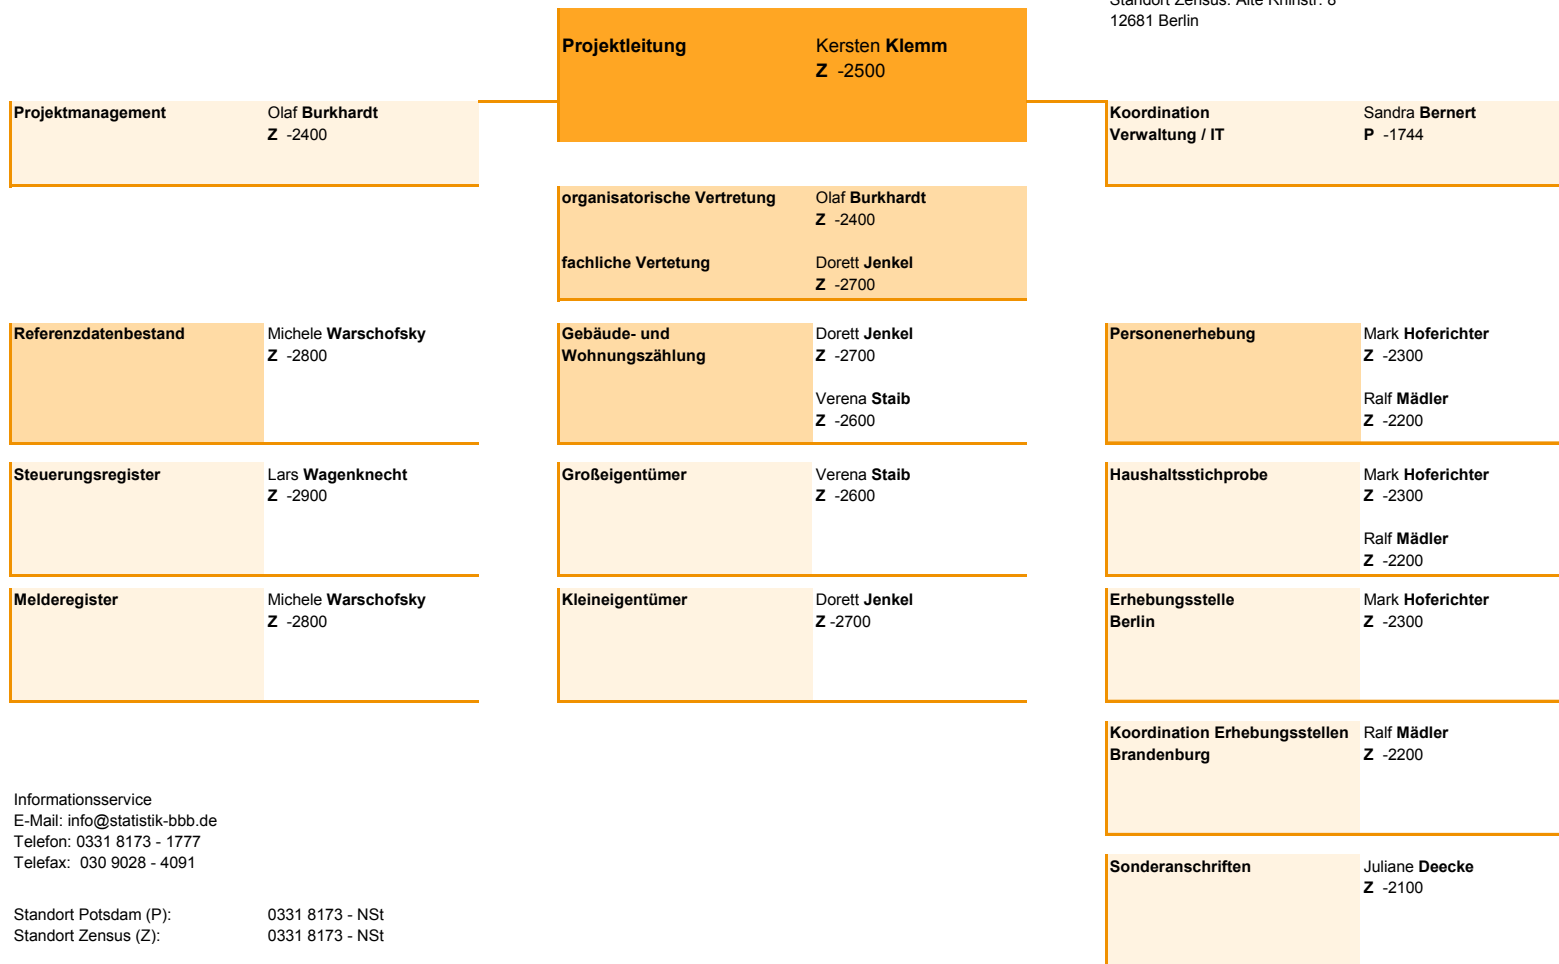 12681 Berlin
Projektleitung Kersten Klemm
Z -2500
Projektmanagement Olaf Burkhardt
Z -2400
Koordination Sandra Bernert
Verwaltung / IT P -1744
organisatorische Vertretung Olaf Burkhardt
Z -2400
fachliche Vertetung Dorett Jenkel
Z -2700
Referenzdatenbestand Michele Warschofsky
Z -2800
Gebäude- und Dorett Jenkel
Wohnungszählung Z -2700
Verena Staib
Z -2600
Personenerhebung Mark Hoferichter
Z -2300
Ralf Mädler
Z -2200
Steuerungsregister Lars Wagenknecht
Z -2900
Großeigentümer Verena Staib
Z -2600
Haushaltsstichprobe Mark Hoferichter
Z -2300
Ralf Mädler
Z -2200
Melderegister Michele Warschofsky
Z -2800
Kleineigentümer Dorett Jenkel
Z -2700
Erhebungsstelle Mark Hoferichter
Berlin Z -2300
Koordination Erhebungsstellen Ralf Mädler
Brandenburg Z -2200
Sonderanschriften Juliane Deecke
Z -2100
Informationsservice
E-Mail: info@statistik-bbb.de
Telefon: 0331 8173 - 1777
Telefax: 030 9028 - 4091
Standort Potsdam (P): 0331 8173 - NSt
Standort Zensus (Z): 0331 8173 - NSt